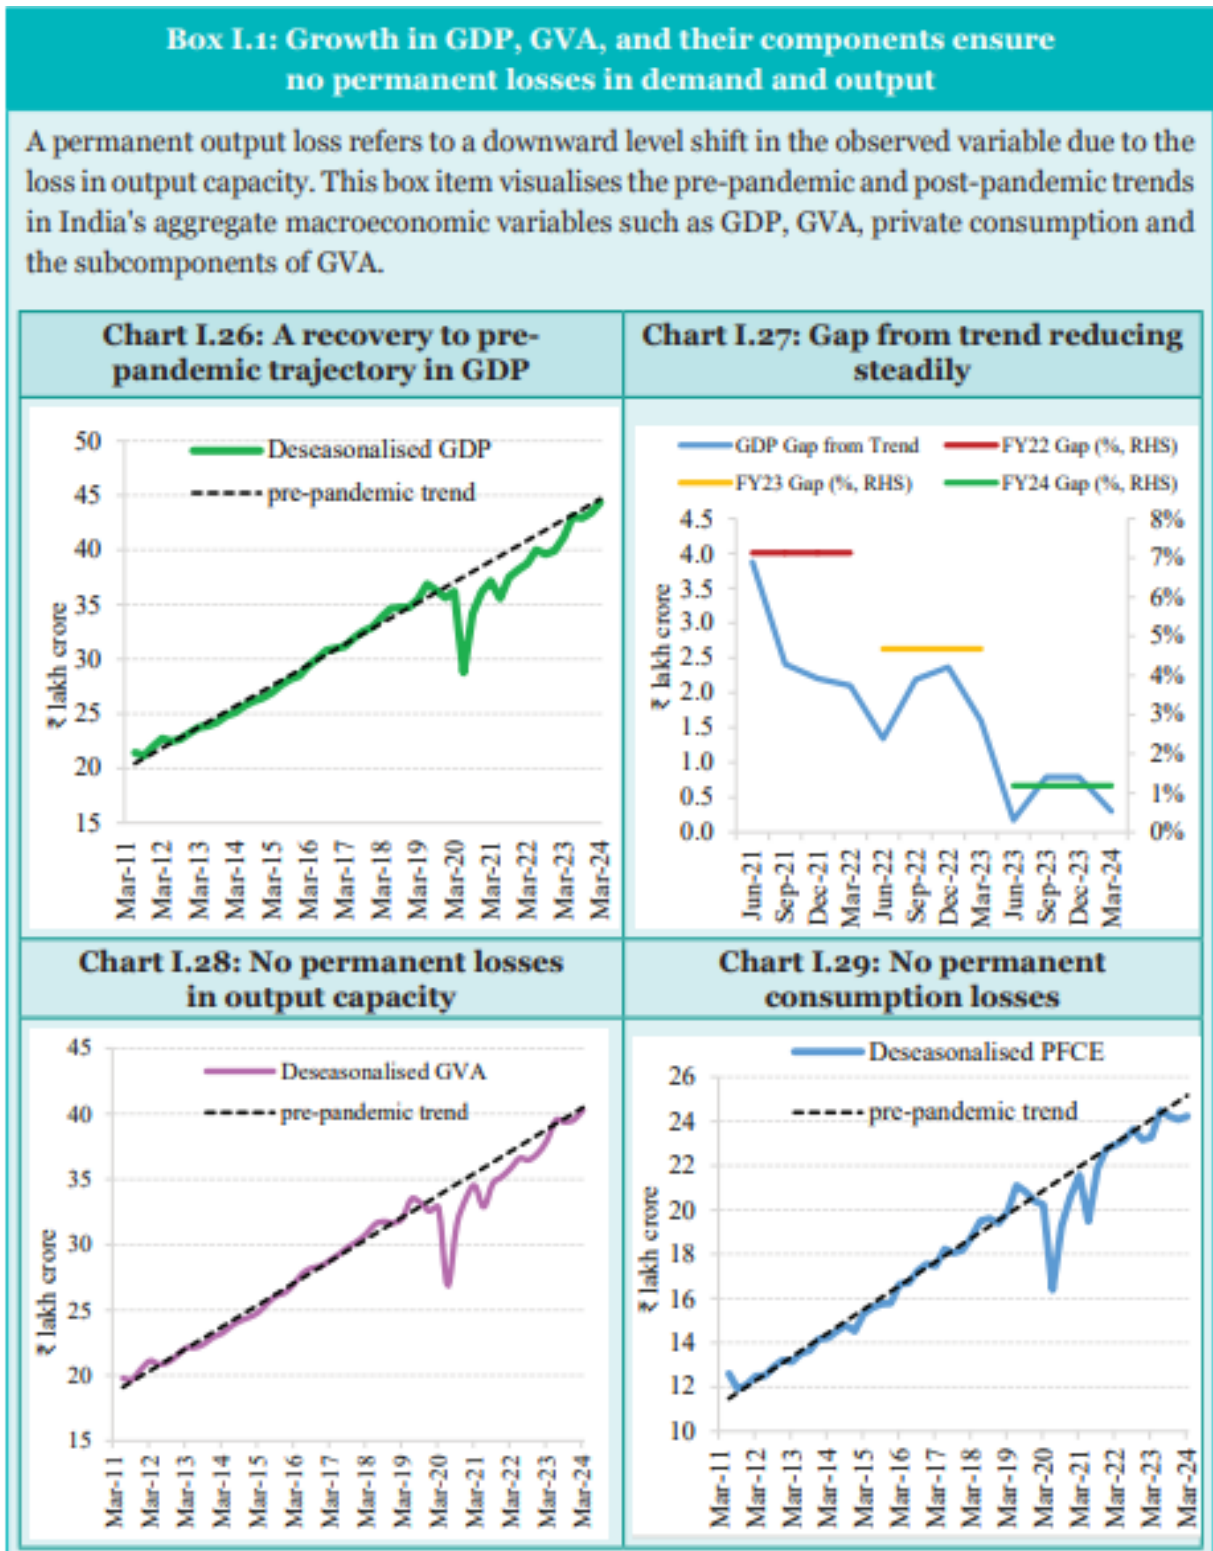 Box I.1: Growth in GDP, GVA, and their components ensure
no permanent losses in demand and output
A permanent output loss refers to a downward level shift in the observed variable due to the
loss in output capacity. This box item visualises the pre-pandemic and post-pandemic trends
in India's aggregate macroeconomic variables such as GDP, GVA, private consumption and
the subcomponents of GVA.
Chart I.26: A recovery to pre-
pandemic trajectory in GDP
50
45
40
35
30
25
20
15
₹ lakh crore
Deseasonalised GDP
pre-pandemic trend
Mar-11
Mar-12
Mar-13
Mar-14
Mar-15
Mar-16
Mar-17
Mar-18
Mar-19
Mar-20
Mar-21
Mar-22
Mar-23
Mar-24
Chart I.27: Gap from trend reducing
steadily
GDP Gap from Trend
FY22 Gap (%, RHS)
FY23 Gap (%, RHS)
FY24 Gap (%, RHS)
4.5
4.0
3.5
3.0
2.5
2.0
1.5
1.0
0.5
0.0
₹ lakh crore
8%
7%
6%
5%
4%
3%
2%
1%
0%
Jun-21
Sep-21
Dec-21
Mar-22
Jun-22
Sep-22
Dec-22
Mar-23
Jun-23
Sep-23
Dec-23
Mar-24
Chart I.28: No permanent losses
in output capacity
45
40
35
30
25
20
15
₹ lakh crore
Deseasonalised GVA
pre-pandemic trend
Mar-11
Mar-12
Mar-13
Mar-14
Mar-15
Mar-16
Mar-17
Mar-18
Mar-19
Mar-20
Mar-21
Mar-22
Mar-23
Mar-24
Chart I.29: No permanent
consumption losses
Deseasonalised PFCE
pre-pandemic trend
26
24
22
20
18
16
14
12
10
₹ lakh crore
Mar-11
Mar-12
Mar-13
Mar-14
Mar-15
Mar-16
Mar-17
Mar-18
Mar-19
Mar-20
Mar-21
Mar-22
Mar-23
Mar-24